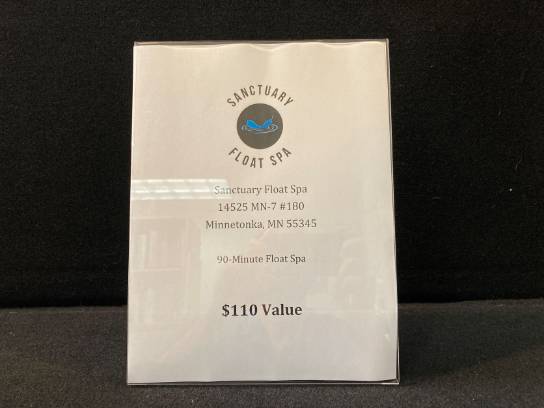 SANCTUARY
FLOAT SPA
Sanctuary Float Spa
14525 MN-7 #180
Minnetonka, MN 55345
90-Minute Float Spa
$110 Value